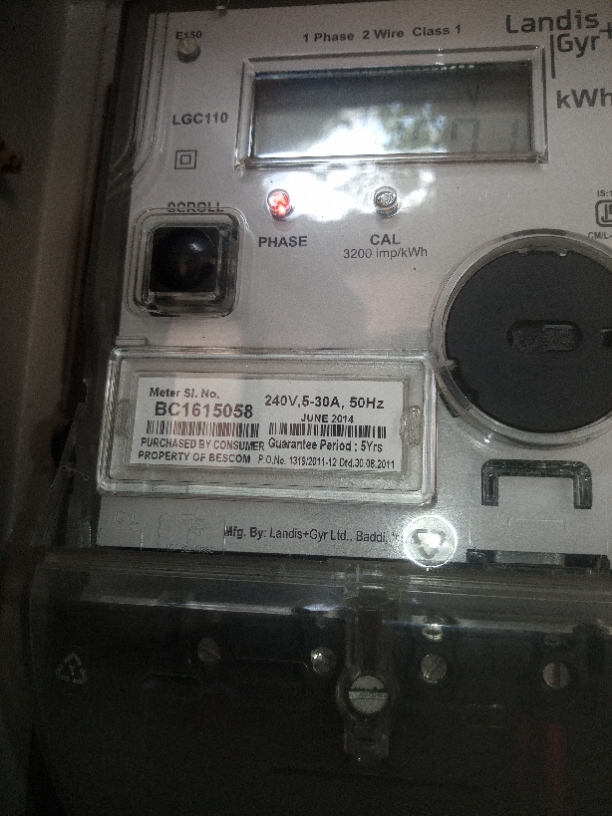 E150
1 Phase 2 Wire Class 1
Landis
Gyr+
kWh
LGC110
V
SCROLL
PHASE
CAL
3200 imp/kWh
Meter Sl. No.
BC1615058
240V,5-30A, 50Hz
JUNE 2014
PURCHASED BY CONSUMER Guarantee Period : 5Yrs
PROPERTY OF BESCOM P.O.No. 1319/2011-12 Dtd.30.08.2011
Mfg. By: Landis+Gyr Ltd., Baddi,